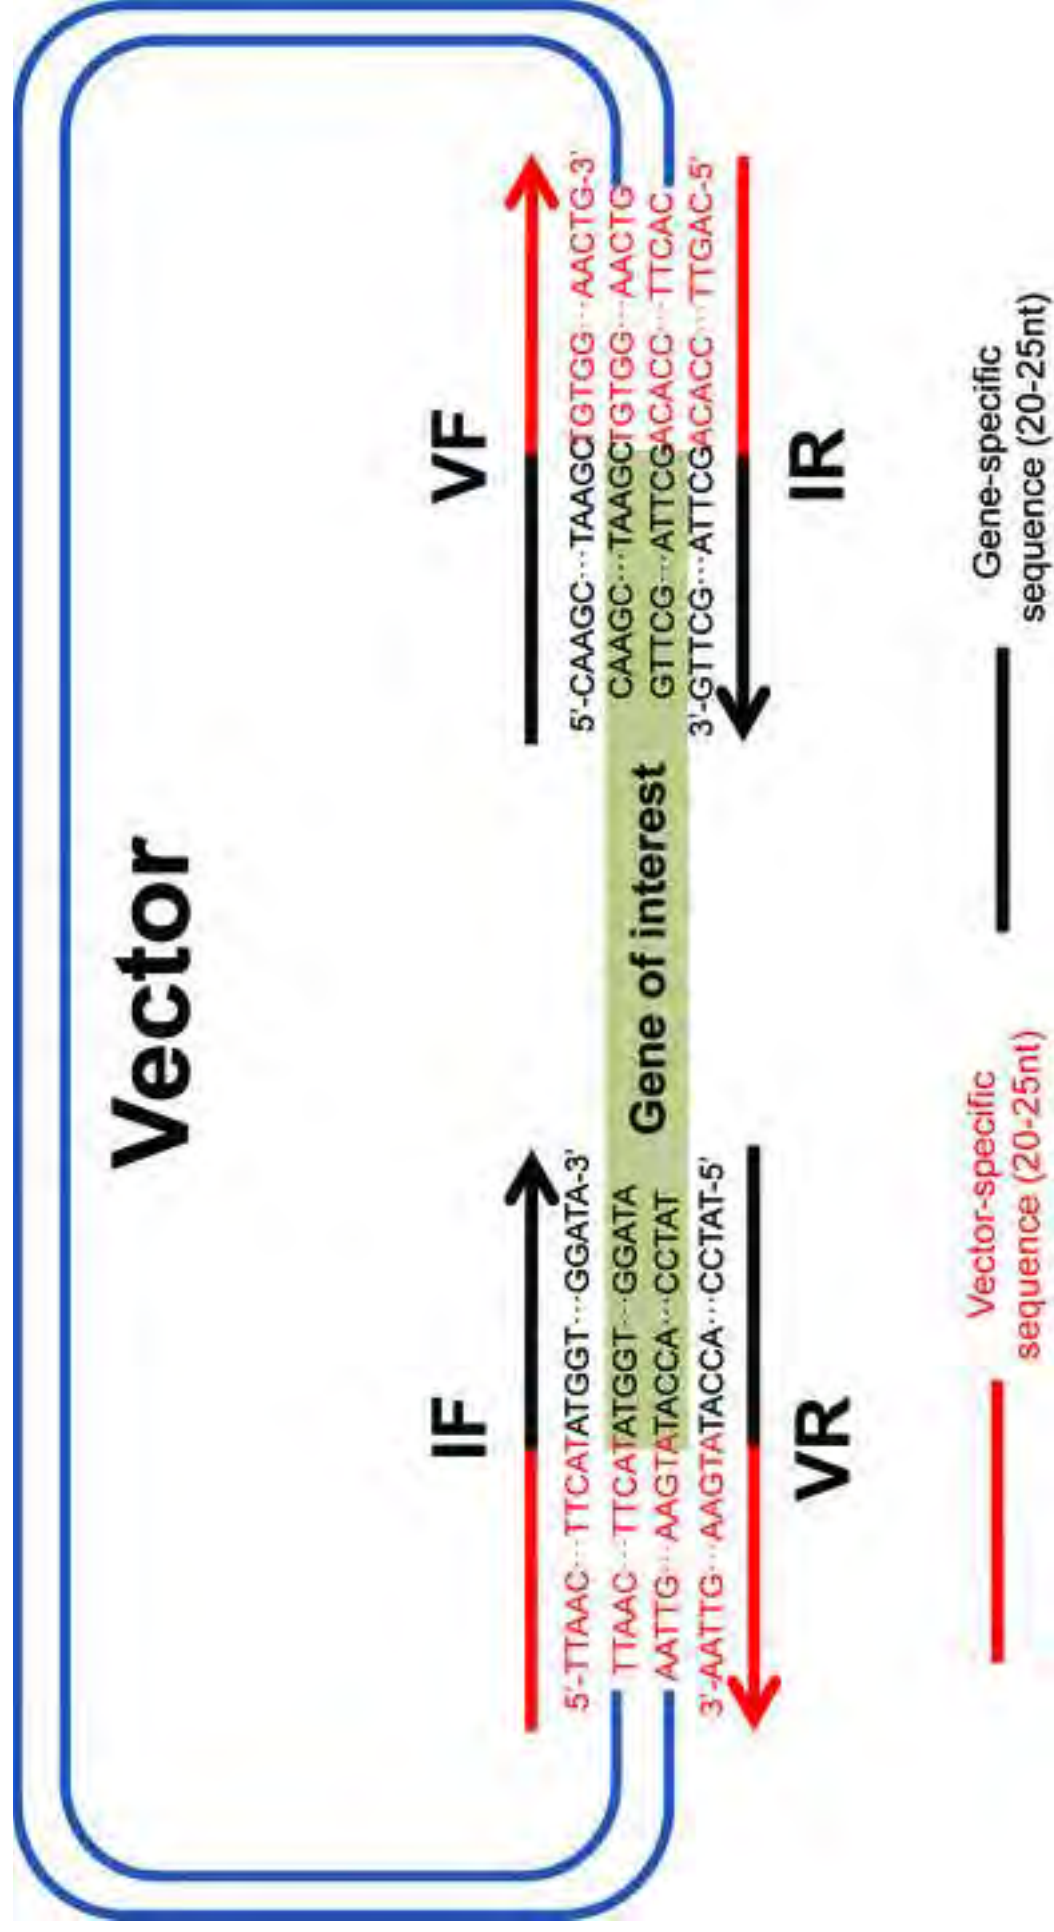 Vector
IF
VF
5'-TTAAC···TTCATATGGT···GGATA-3'
5'-CAAGC···TAAGCTGTGG···AACTG-3'
TTAAC···TTCATATGGT···GGATA
CAAGC···TAAGCTGTGG···AACTG
Gene of interest
AATTG···AAGTATACCA···CCTAT
GTTCG···ATTCGACACC···TTCAC
3'-AATTG···AAGTATACCA···CCTAT-5'
3'-GTTCG···ATTCGACACC···TTGAC-5'
VR
IR
Vector-specific
sequence (20-25nt)
Gene-specific
sequence (20-25nt)